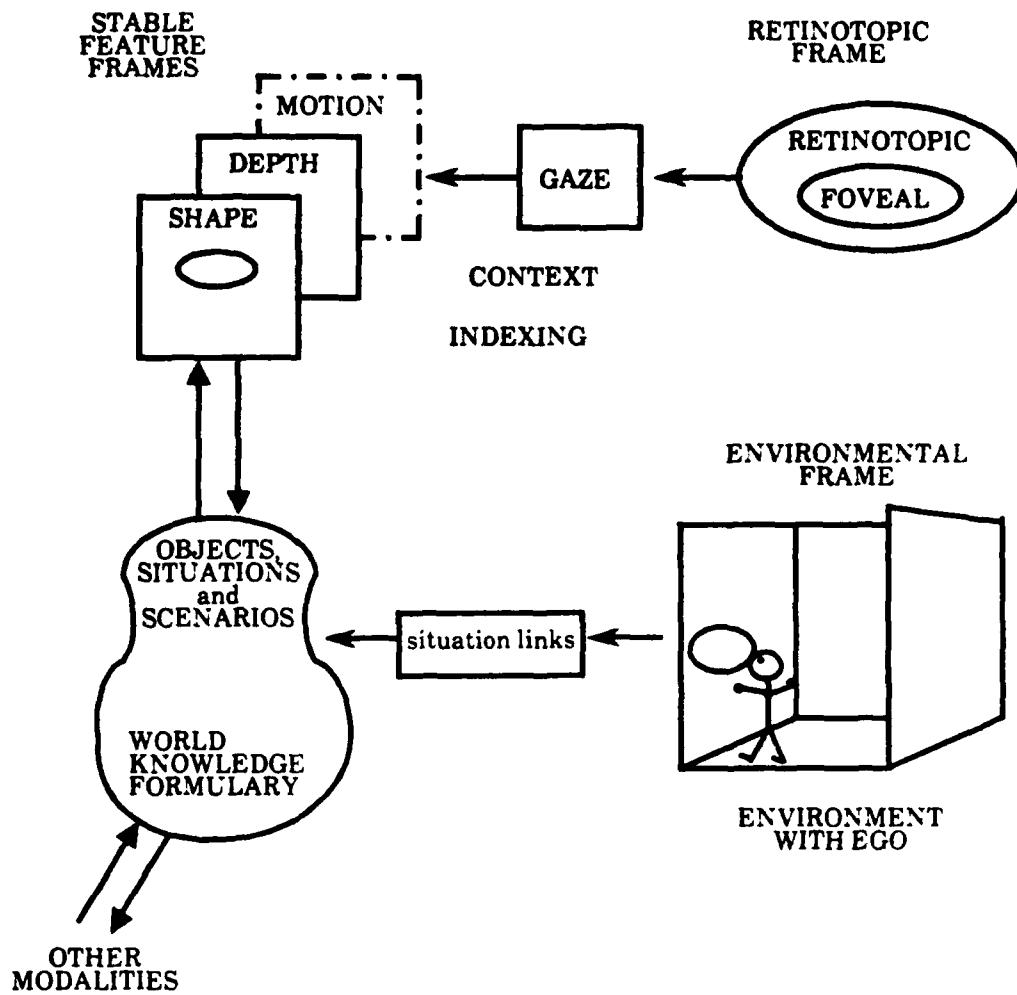 STABLE
FEATURE
FRAMES
RETINOTOPIC
FRAME
MOTION
DEPTH
SHAPE
GAZE
RETINOTOPIC
FOVEAL
CONTEXT
INDEXING
ENVIRONMENTAL
FRAME
OBJECTS,
SITUATIONS
and
SCENARIOS
situation links
WORLD
KNOWLEDGE
FORMULARY
ENVIRONMENT
WITH EGO
OTHER
MODALITIES